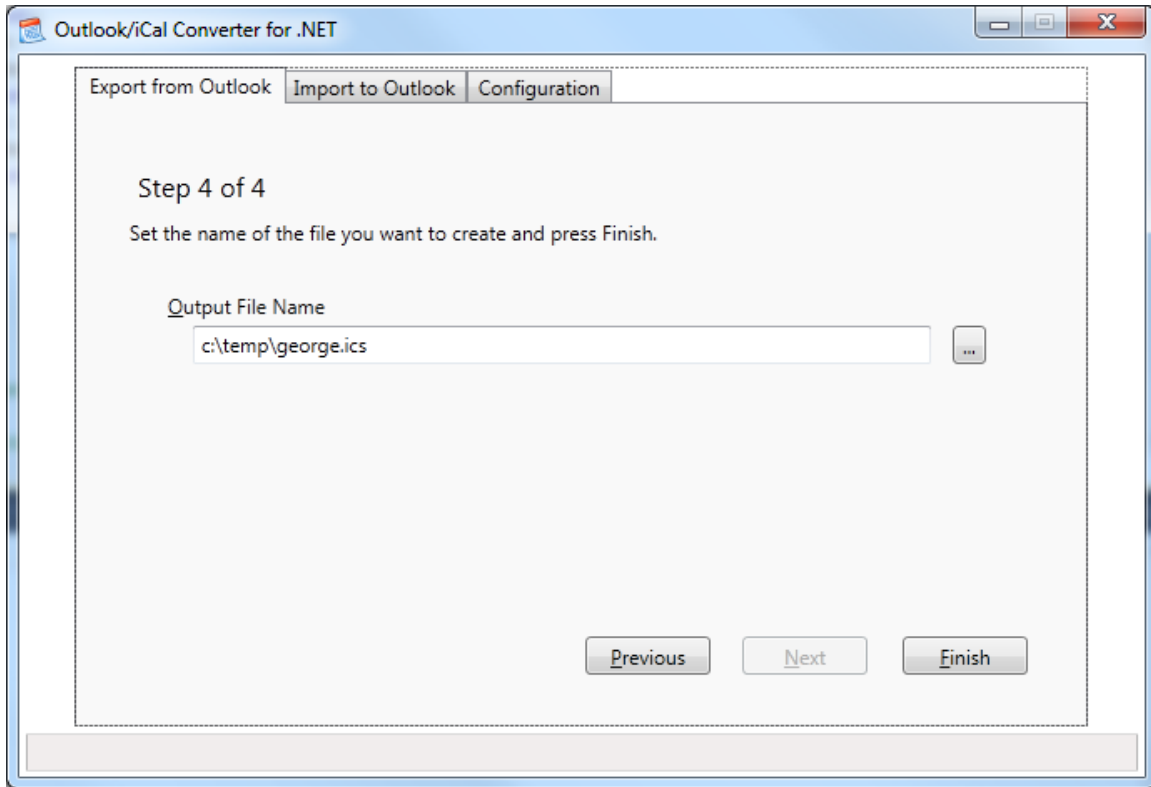 Outlook/iCal Converter for .NET
Export from Outlook Import to Outlook Configuration
Step 4 of 4
Set the name of the file you want to create and press Finish.
Output File Name
c:\temp\george.ics ...
Previous Next Finish